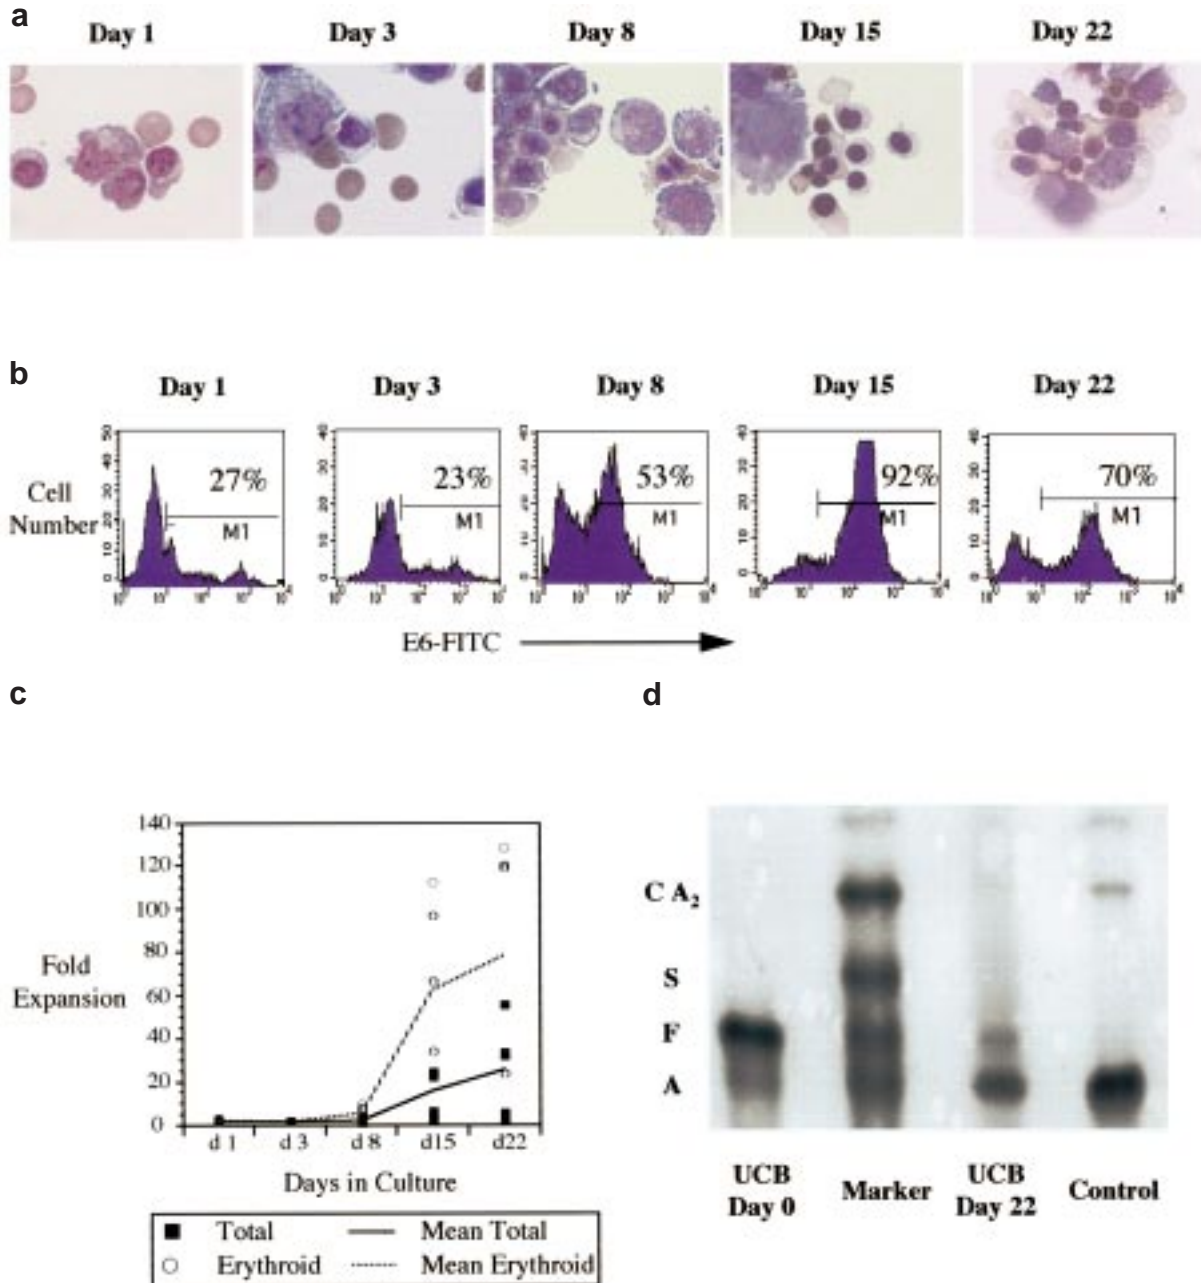 a
Day 1 Day 3 Day 8 Day 15 Day 22
b
Day 1 Day 3 Day 8 Day 15 Day 22
Cell
Number
27% 23% 53% 92% 70%
M1 M1 M1 M1 M1
E6-FITC
c
d
140
120
100
80
60
40
20
0
Fold
Expansion
d 1 d 3 d 8 d15 d22
Days in Culture
Total Mean Total
Erythroid Mean Erythroid
C A₂
S
F
A
UCB
Day 0
Marker
UCB
Day 22
Control